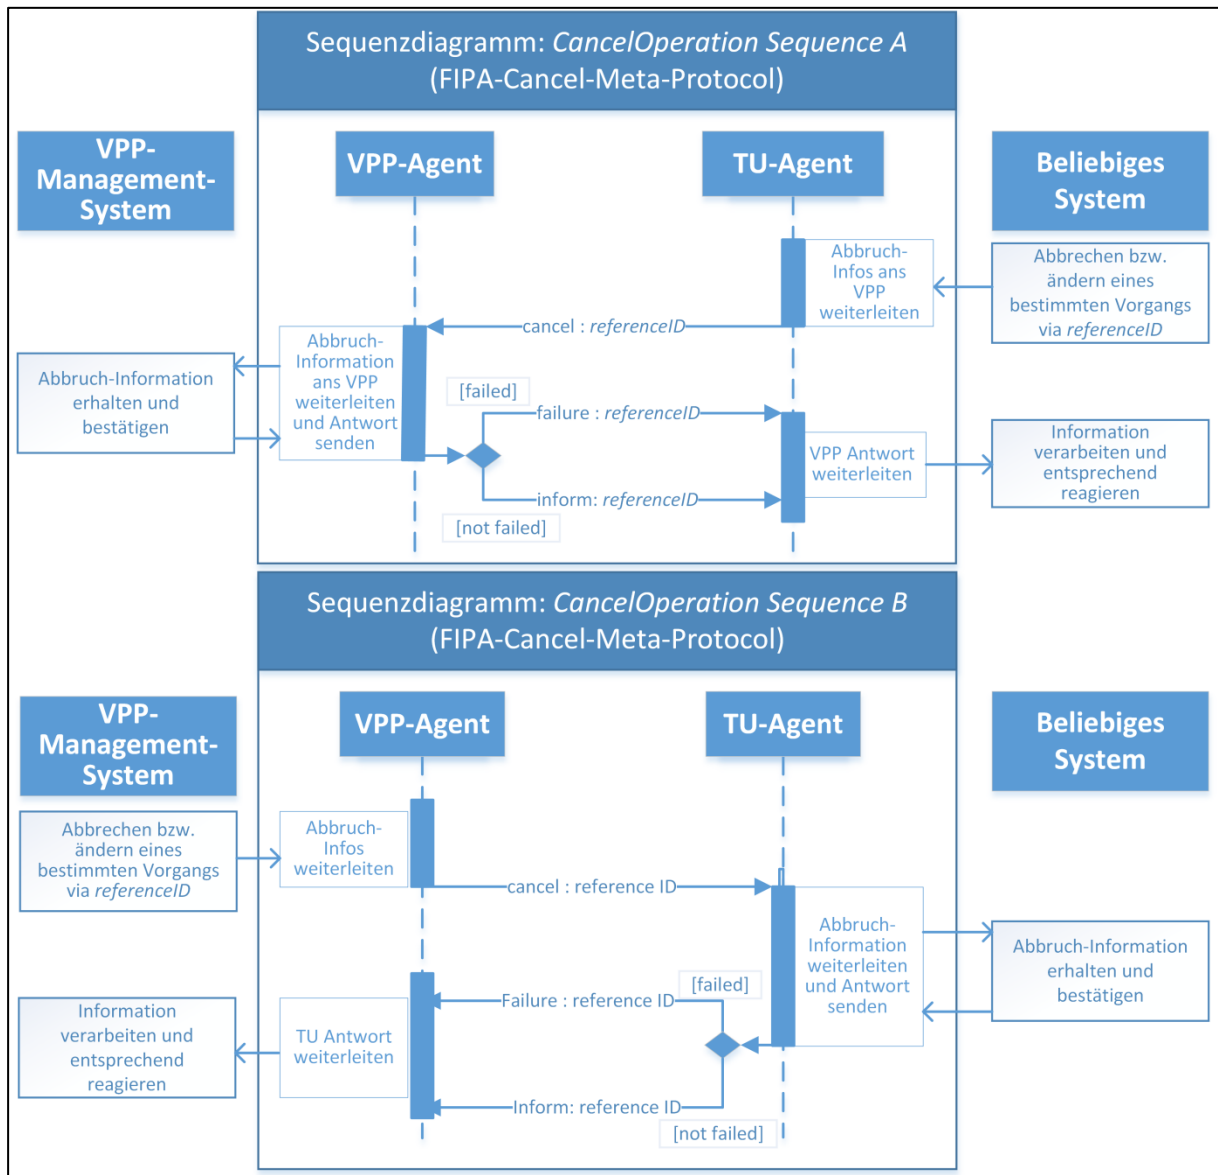 Sequenzdiagramm: CancelOperation Sequence A
(FIPA-Cancel-Meta-Protocol)
VPP-
Management-
System
VPP-Agent
TU-Agent
Beliebiges
System
Abbruch-
Infos ans
VPP
weiterleiten
Abbrechen bzw.
ändern eines
bestimmten Vorgangs
via referenceID
cancel : referenceID
Abbruch-
Information
ans VPP
weiterleiten
und Antwort
senden
Abbruch-Information
erhalten und
bestätigen
[failed]
failure : referenceID
VPP Antwort
weiterleiten
Information
verarbeiten und
entsprechend
reagieren
inform: referenceID
[not failed]
Sequenzdiagramm: CancelOperation Sequence B
(FIPA-Cancel-Meta-Protocol)
VPP-
Management-
System
VPP-Agent
TU-Agent
Beliebiges
System
Abbrechen bzw.
ändern eines
bestimmten Vorgangs
via referenceID
Abbruch-
Infos
weiterleiten
cancel : reference ID
Abbruch-
Information
weiterleiten
und Antwort
senden
Abbruch-Information
erhalten und
bestätigen
[failed]
Failure : reference ID
TU Antwort
weiterleiten
Information
verarbeiten und
entsprechend
reagieren
Inform: reference ID
[not failed]